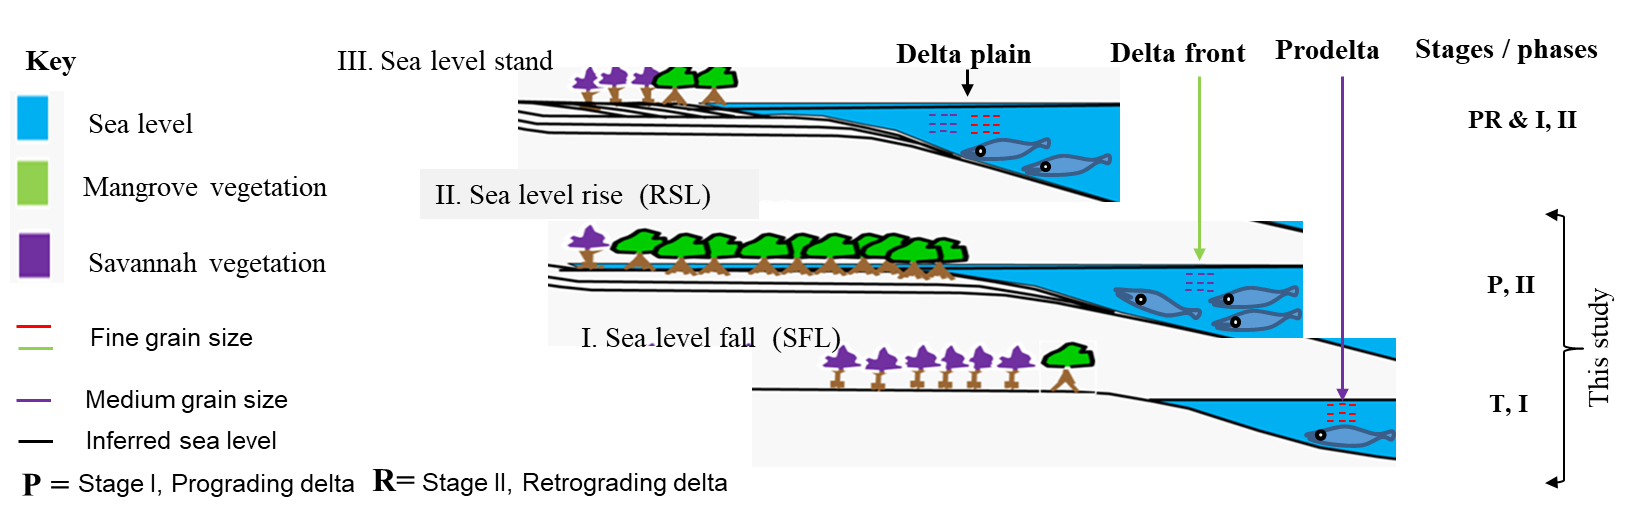 Key
Sea level
Mangrove vegetation
Savannah vegetation
Fine grain size
Medium grain size
Inferred sea level
P = Stage I, Prograding delta R= Stage II, Retrograding delta
III. Sea level stand
Delta plain
Delta front
Prodelta
Stages / phases
PR & I, II
II. Sea level rise (RSL)
P, II
I. Sea level fall (SFL)
T, I
This study